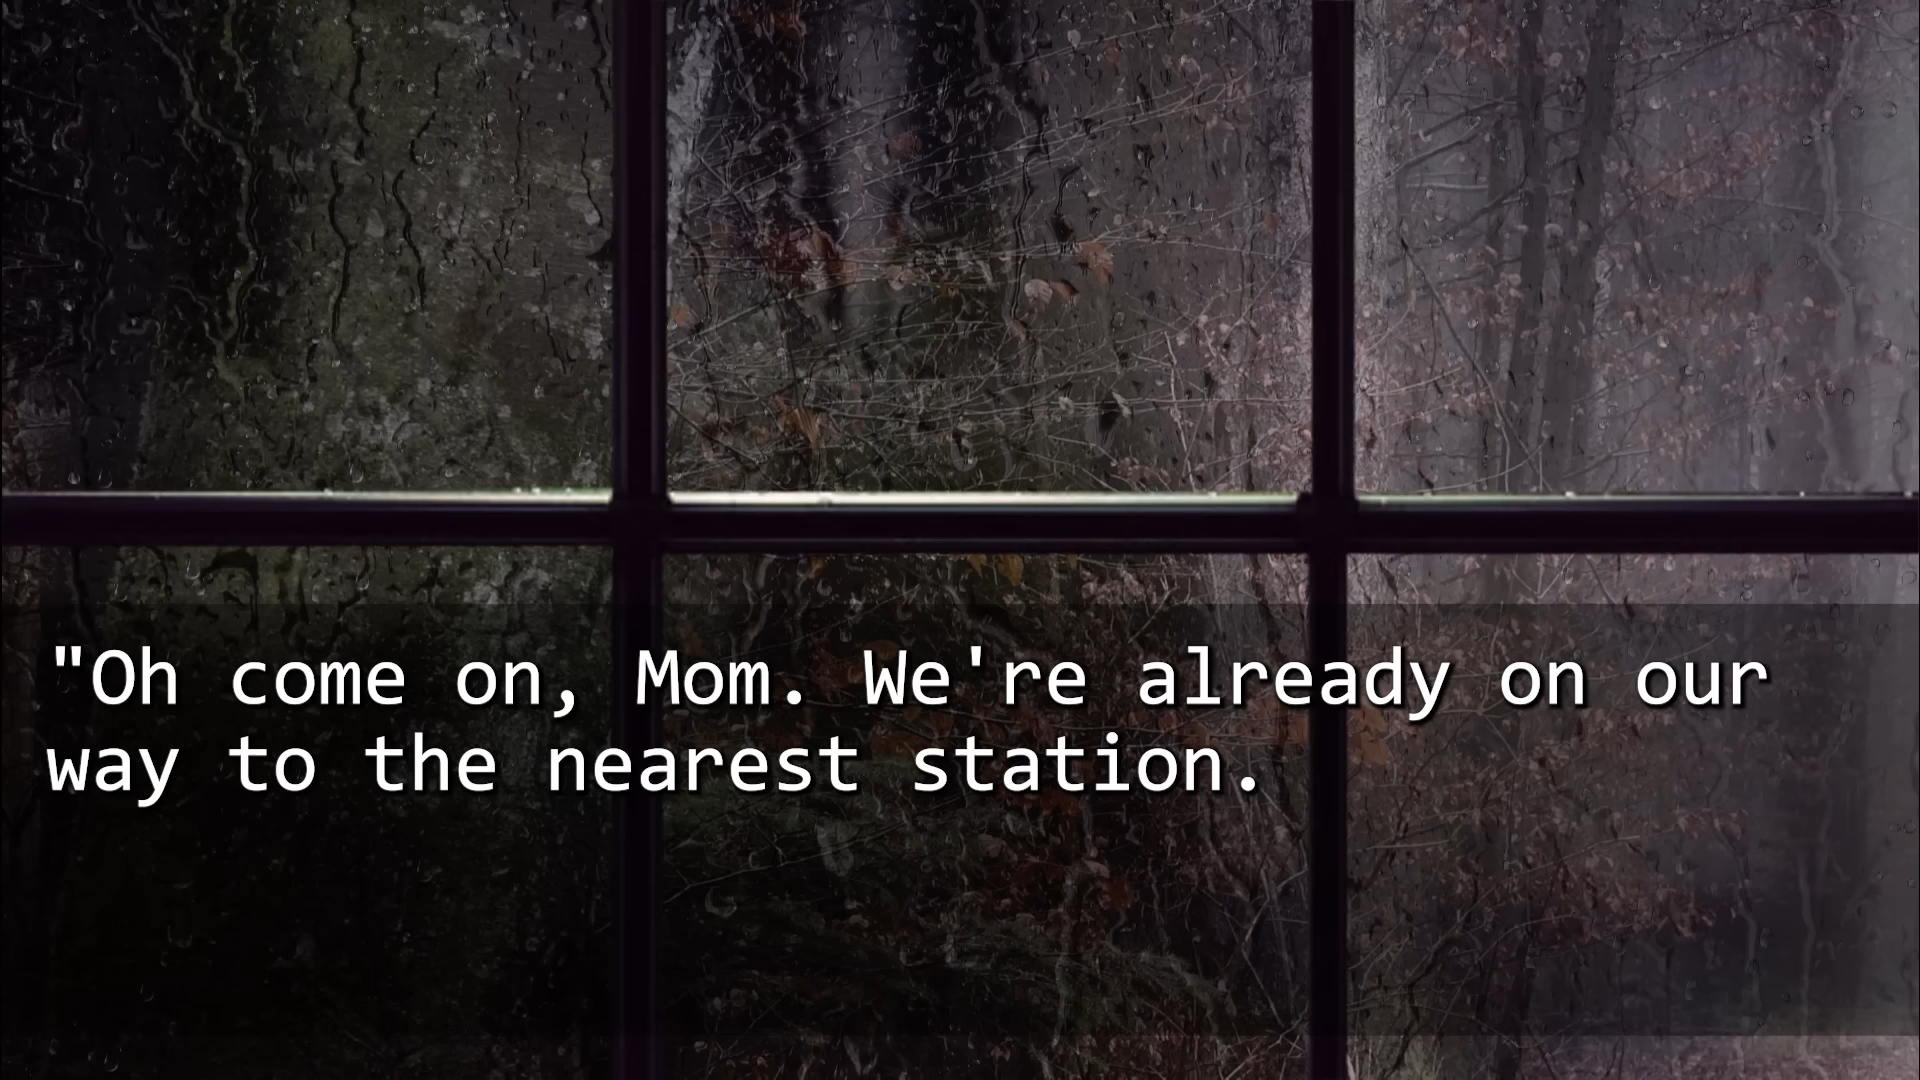 "Oh come on, Mom. We're already on our
way to the nearest station.